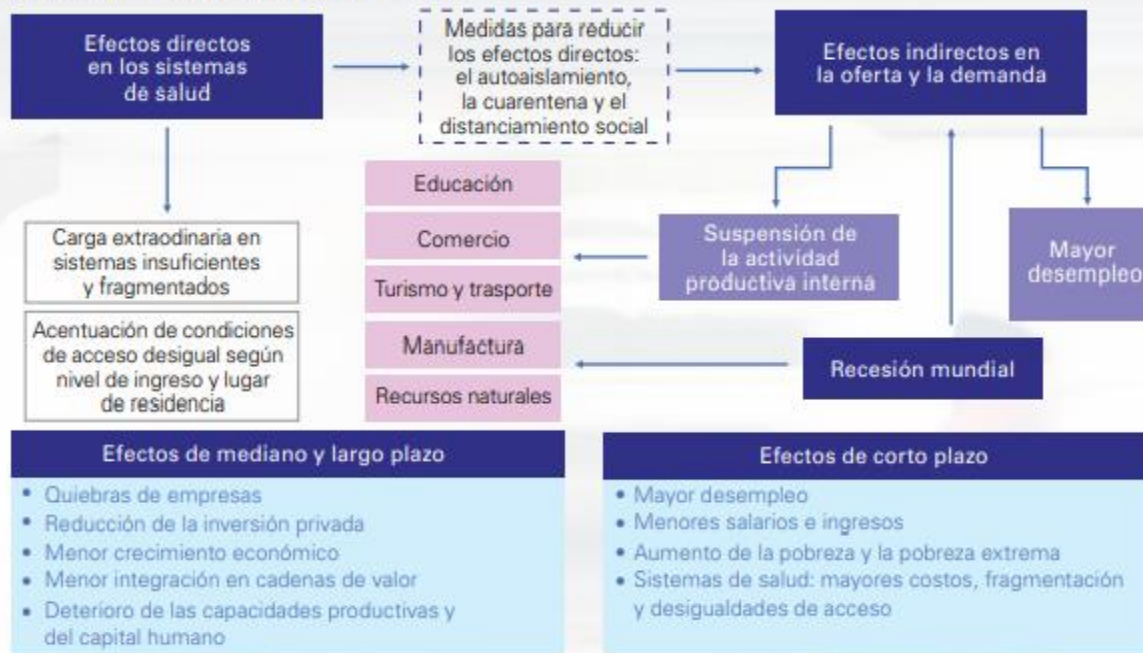 Efectos directos
en los sistemas
de salud
Medidas para reducir
los efectos directos:
el autoaislamiento,
la cuarentena y el
distanciamiento social
Efectos indirectos en
la oferta y la demanda
Carga extraodinaria en
sistemas insuficientes
y fragmentados
Acentuación de condiciones
de acceso desigual según
nivel de ingreso y lugar
de residencia
Educación
Comercio
Turismo y trasporte
Manufactura
Recursos naturales
Suspensión de
la actividad
productiva interna
Mayor
desempleo
Recesión mundial
Efectos de mediano y largo plazo
• Quiebras de empresas
• Reducción de la inversión privada
• Menor crecimiento económico
• Menor integración en cadenas de valor
• Deterioro de las capacidades productivas y
del capital humano
Efectos de corto plazo
• Mayor desempleo
• Menores salarios e ingresos
• Aumento de la pobreza y la pobreza extrema
• Sistemas de salud: mayores costos, fragmentación
y desigualdades de acceso